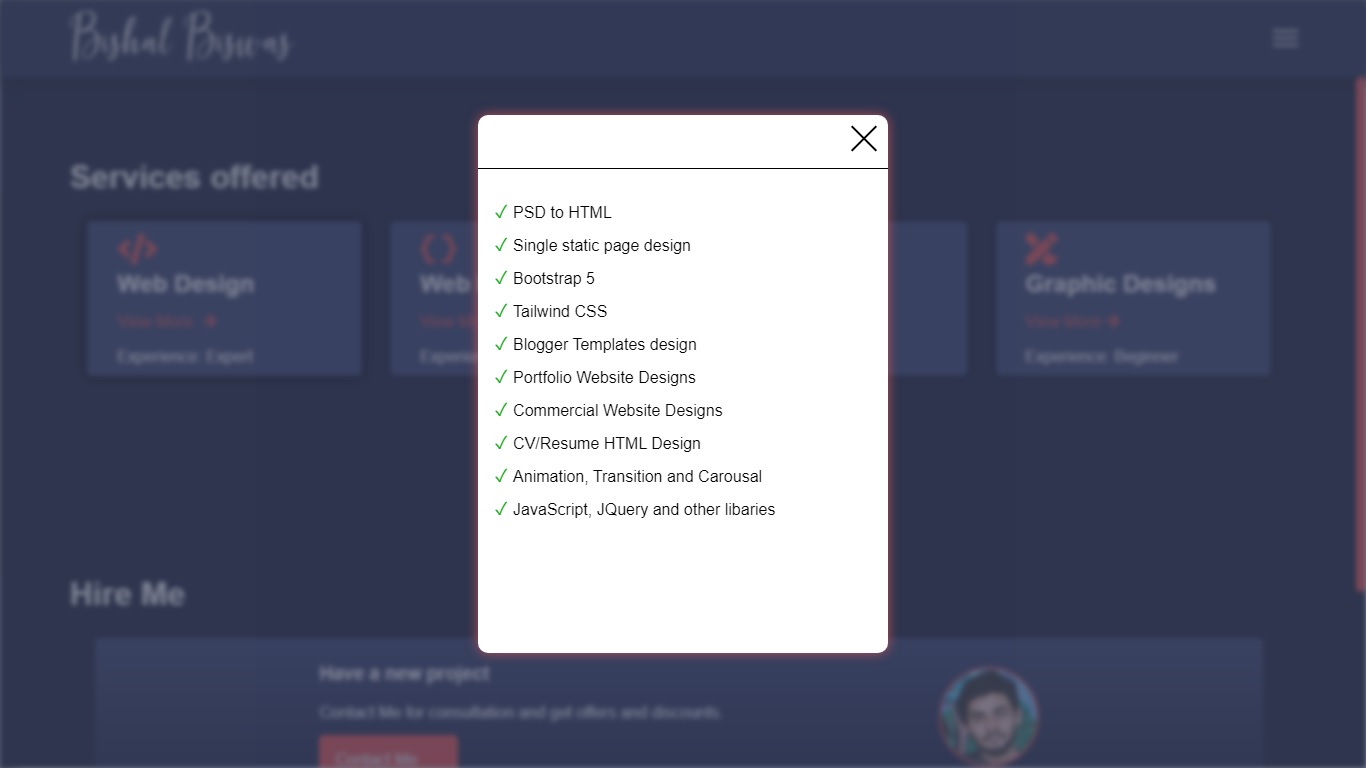 Bishal Biswas
Services offered
Web Design
View More
Experience: Expert
Web
View M
Experien
Graphic Designs
View More
Experience: Beginner
PSD to HTML
Single static page design
Bootstrap 5
Tailwind CSS
Blogger Templates design
Portfolio Website Designs
Commercial Website Designs
CV/Resume HTML Design
Animation, Transition and Carousal
JavaScript, JQuery and other libaries
Hire Me
Have a new project
Contact Me for consultation and get offers and discounts.
Contact Me